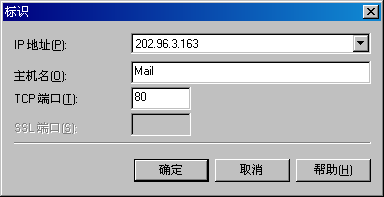 标识
IP 地址(P): 202.96.3.163
主机名(O): Mail
TCP 端口(T): 80
SSL 端口(S):
确定 取消 帮助(H)